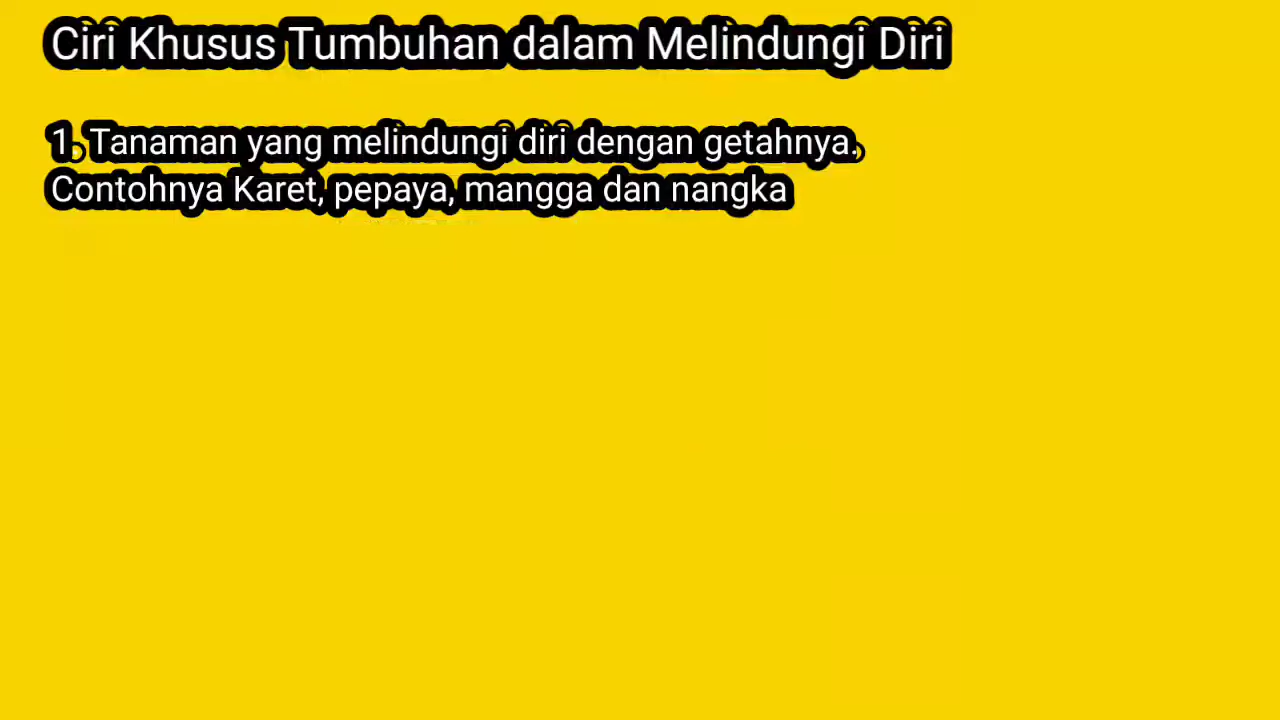 Ciri Khusus Tumbuhan dalam Melindungi Diri
1. Tanaman yang melindungi diri dengan getahnya.
Contohnya Karet, pepaya, mangga dan nangka